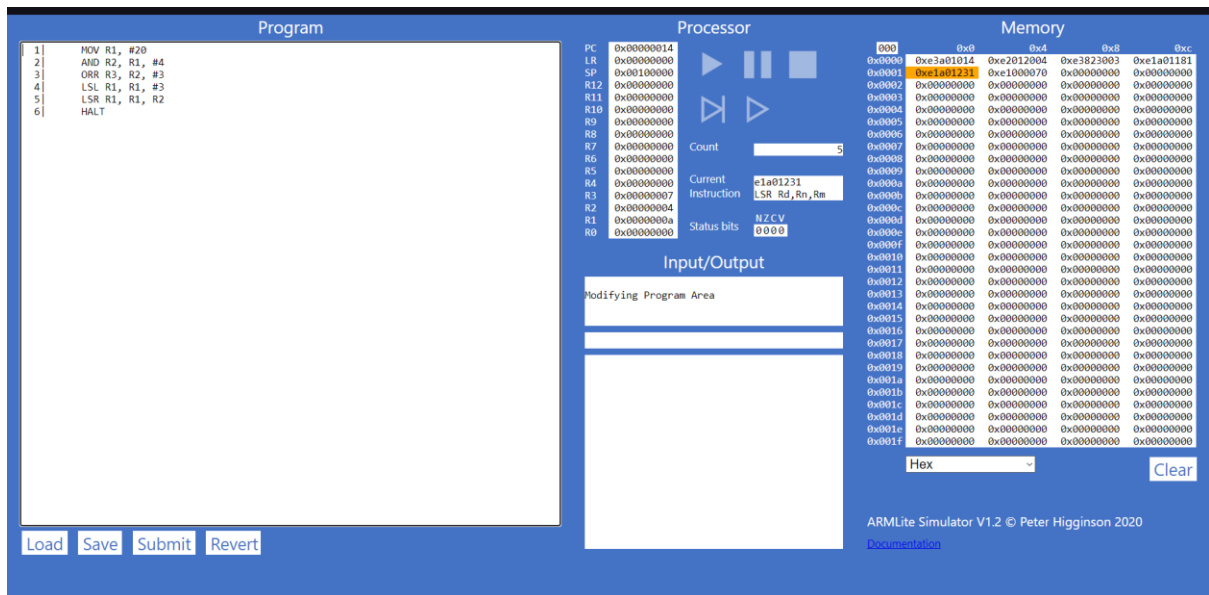 Program
1| MOV R1, #20
2| AND R2, R1, #4
3| ORR R3, R2, #3
4| LSL R1, R1, #3
5| LSR R1, R1, R2
6| HALT
Load Save Submit Revert
Processor
PC 0x00000014
LR 0x00000000
SP 0x00100000
R12 0x00000000
R11 0x00000000
R10 0x00000000
R9 0x00000000
R8 0x00000000
R7 0x00000000
R6 0x00000000
R5 0x00000000
R4 0x00000000
R3 0x00000007
R2 0x00000004
R1 0x0000000a
R0 0x00000000
Count 5
Current Instruction
e1a01231
LSR Rd,Rn,Rm
Status bits
NZCV
0000
Input/Output
Modifying Program Area
Memory
000 0x0 0x4 0x8 0xc
0x0000 0xe3a01014 0xe2012004 0xe3823003 0xe1a01181
0x0001 0xe1a01231 0xe1000070 0x00000000 0x00000000
0x0002 0x00000000 0x00000000 0x00000000 0x00000000
0x0003 0x00000000 0x00000000 0x00000000 0x00000000
0x0004 0x00000000 0x00000000 0x00000000 0x00000000
0x0005 0x00000000 0x00000000 0x00000000 0x00000000
0x0006 0x00000000 0x00000000 0x00000000 0x00000000
0x0007 0x00000000 0x00000000 0x00000000 0x00000000
0x0008 0x00000000 0x00000000 0x00000000 0x00000000
0x0009 0x00000000 0x00000000 0x00000000 0x00000000
0x000a 0x00000000 0x00000000 0x00000000 0x00000000
0x000b 0x00000000 0x00000000 0x00000000 0x00000000
0x000c 0x00000000 0x00000000 0x00000000 0x00000000
0x000d 0x00000000 0x00000000 0x00000000 0x00000000
0x000e 0x00000000 0x00000000 0x00000000 0x00000000
0x000f 0x00000000 0x00000000 0x00000000 0x00000000
0x0010 0x00000000 0x00000000 0x00000000 0x00000000
0x0011 0x00000000 0x00000000 0x00000000 0x00000000
0x0012 0x00000000 0x00000000 0x00000000 0x00000000
0x0013 0x00000000 0x00000000 0x00000000 0x00000000
0x0014 0x00000000 0x00000000 0x00000000 0x00000000
0x0015 0x00000000 0x00000000 0x00000000 0x00000000
0x0016 0x00000000 0x00000000 0x00000000 0x00000000
0x0017 0x00000000 0x00000000 0x00000000 0x00000000
0x0018 0x00000000 0x00000000 0x00000000 0x00000000
0x0019 0x00000000 0x00000000 0x00000000 0x00000000
0x001a 0x00000000 0x00000000 0x00000000 0x00000000
0x001b 0x00000000 0x00000000 0x00000000 0x00000000
0x001c 0x00000000 0x00000000 0x00000000 0x00000000
0x001d 0x00000000 0x00000000 0x00000000 0x00000000
0x001e 0x00000000 0x00000000 0x00000000 0x00000000
0x001f 0x00000000 0x00000000 0x00000000 0x00000000
Hex
Clear
ARMLite Simulator V1.2 © Peter Higginson 2020
Documentation